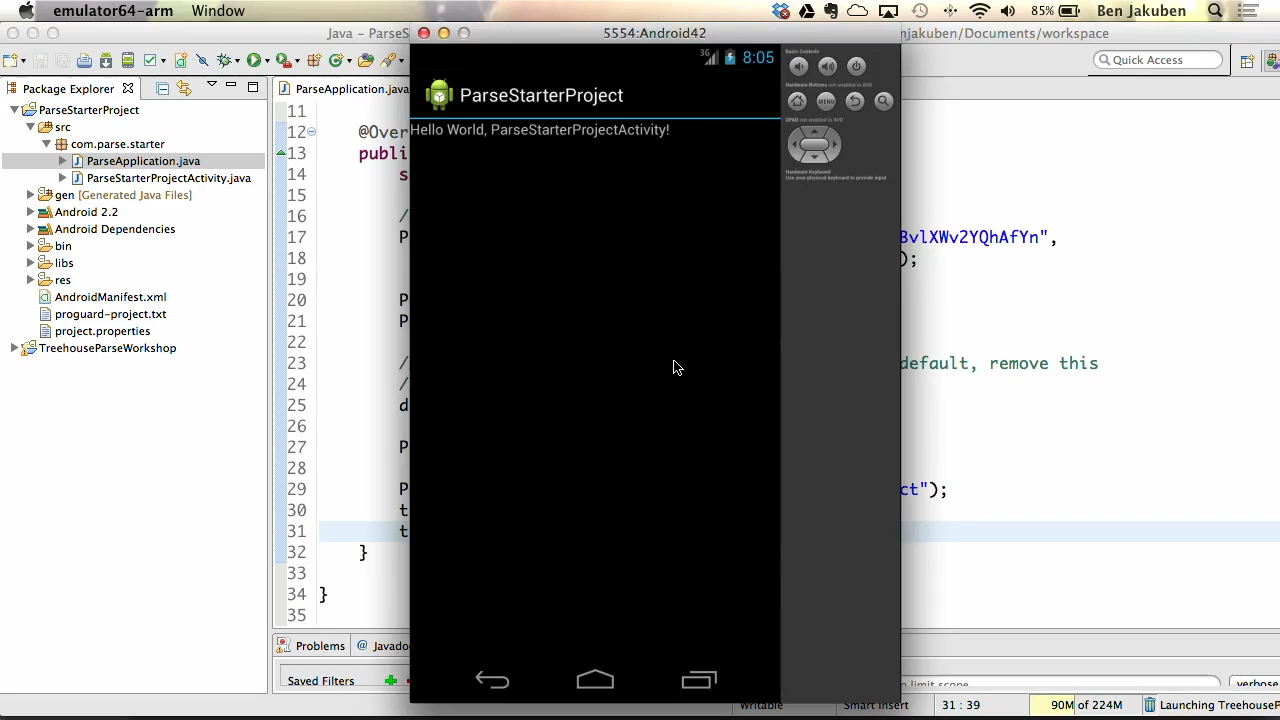 emulator64-arm Window
85% Ben Jakuben
Java – ParseS
5554:Android42
njakuben/Documents/workspace
Quick Access
Package Explo
ParseApplication.java
ParseStarter
src
com.parse.starter
ParseApplication.java
ParseStarterProjectActivity.java
gen [Generated Java Files]
Android 2.2
Android Dependencies
bin
libs
res
AndroidManifest.xml
proguard-project.txt
project.properties
TreehouseParseWorkshop
3G 8:05
ParseStarterProject
Hello World, ParseStarterProjectActivity!
Basic Controls
Hardware Buttons not enabled in AVD
MENU
DPAD not enabled in AVD
Hardware Keyboard
Use your physical keyboard to provide input
11
12 @Over
13 publi
14 s
15
16 /
17 P BvlXWv2YQhAfYn",
18 );
19
20 P
21 P
22
23 / default, remove this
24 /
25 d
26
27 P
28
29 P ct");
30 t
31 t
32 }
33
34 }
35
Problems @ Javado
Saved Filters
limit scope. verbose
Writable Smart Insert 31 : 39 90M of 224M Launching Treehouse